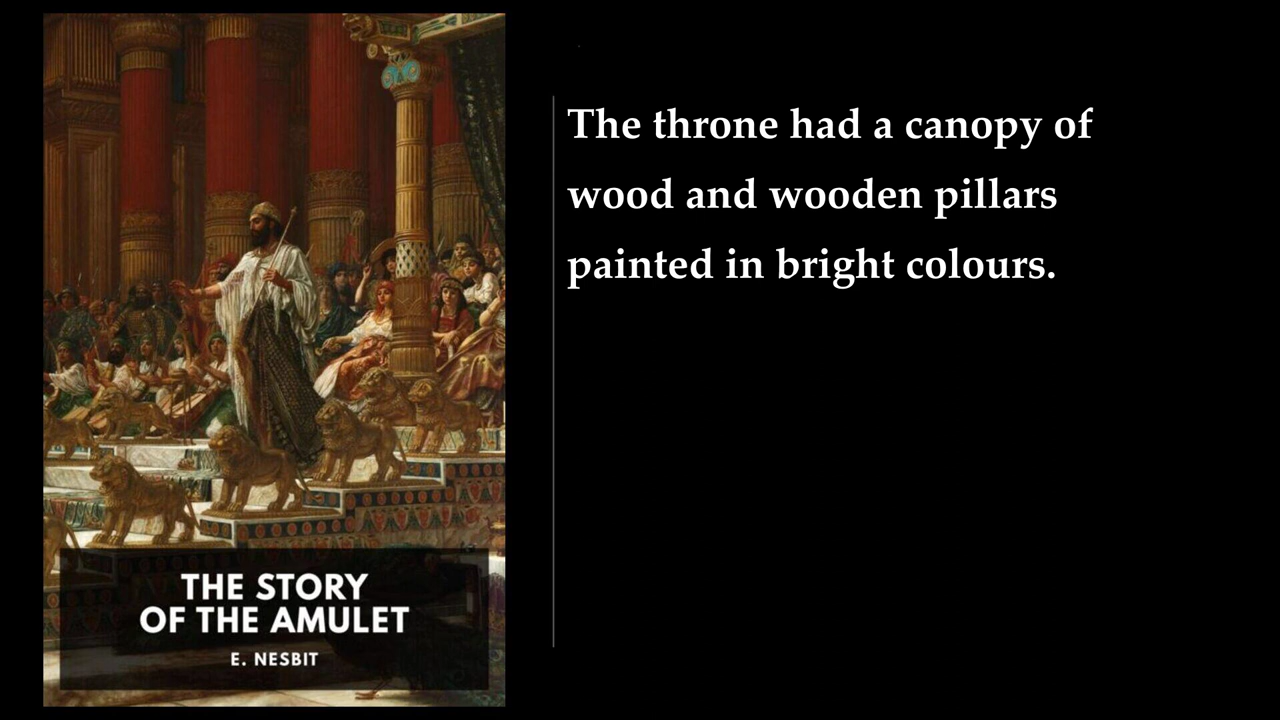 The throne had a canopy of
wood and wooden pillars
painted in bright colours.
THE STORY
OF THE AMULET
E. NESBIT